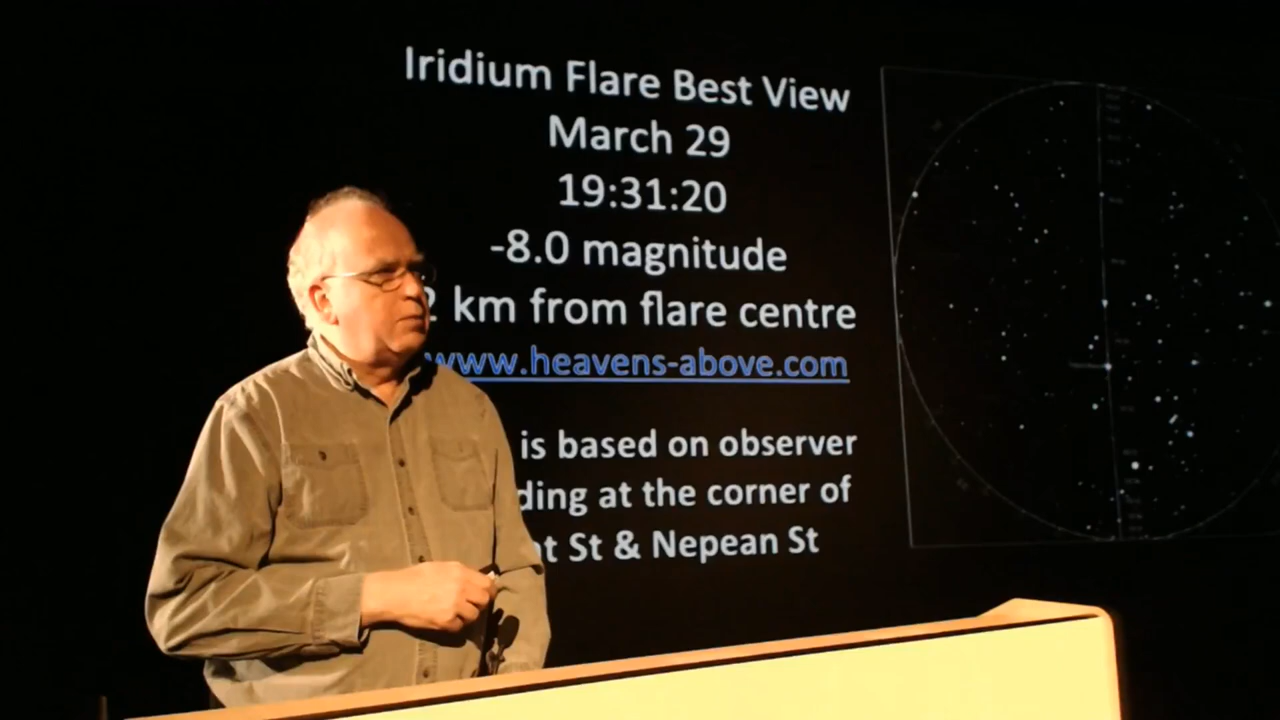 Iridium Flare Best View
March 29
19:31:20
-8.0 magnitude
km from flare centre
www.heavens-above.com
is based on observer
at the corner of
St & Nepean St